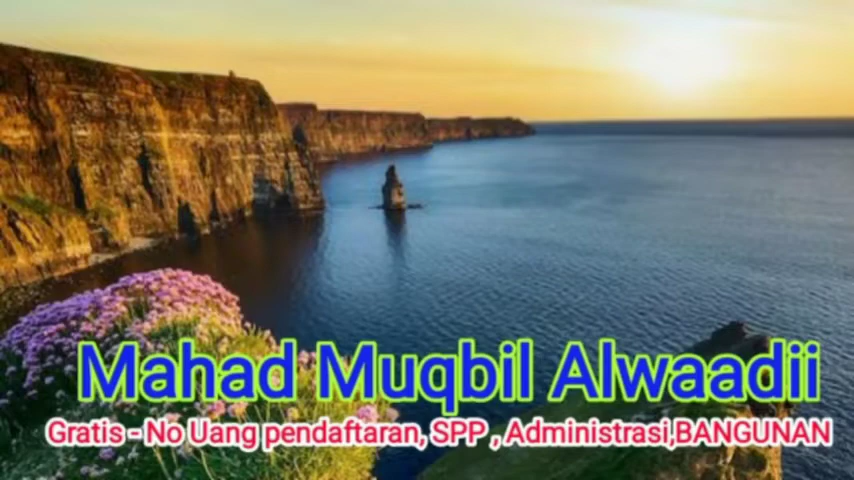 Mahad Muqbil Alwaadii
Gratis - No Uang pendaftaran, SPP , Administrasi,BANGUNAN